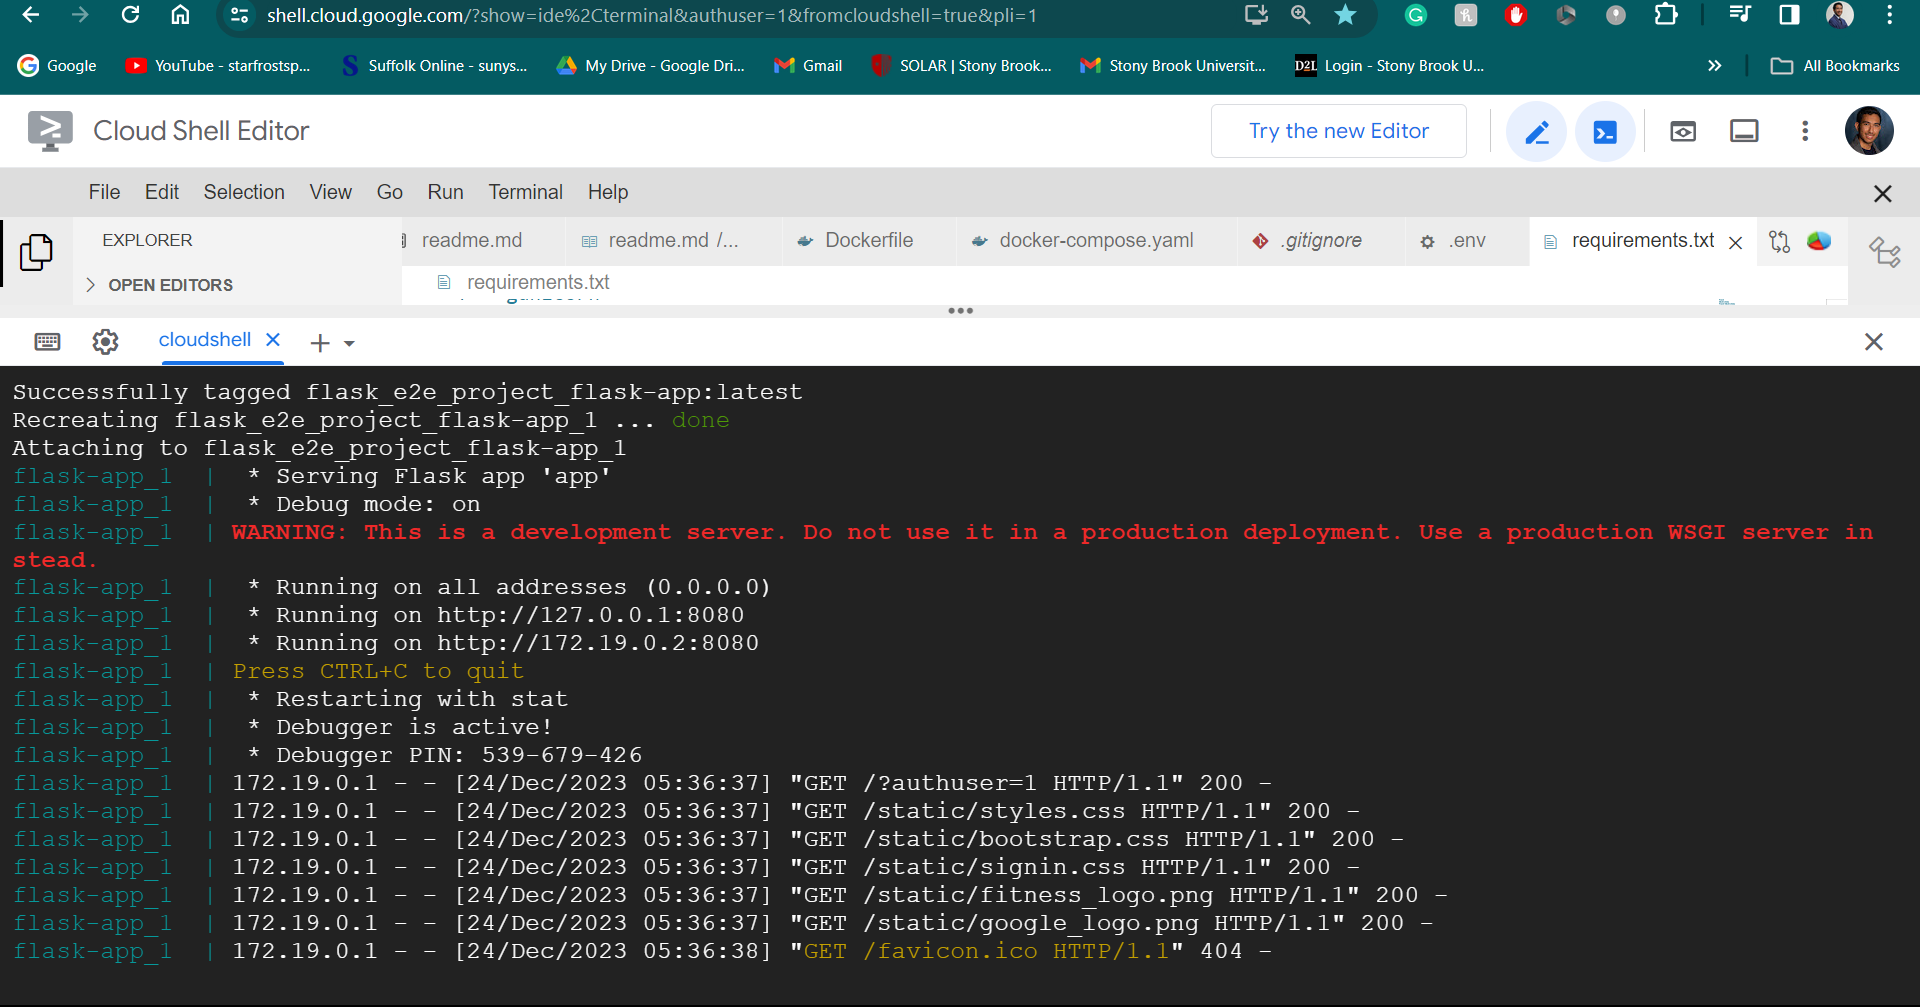 shell.cloud.google.com/?show=ide%2Cterminal&authuser=1&fromcloudshell=true&pli=1
Google YouTube - starfrostsp... Suffolk Online - sunys... My Drive - Google Dri... Gmail SOLAR | Stony Brook... Stony Brook Universit... D2L Login - Stony Brook U... » All Bookmarks
Cloud Shell Editor Try the new Editor
File Edit Selection View Go Run Terminal Help
EXPLORER readme.md readme.md /... Dockerfile docker-compose.yaml .gitignore .env requirements.txt
OPEN EDITORS requirements.txt
cloudshell
Successfully tagged flask_e2e_project_flask-app:latest
Recreating flask_e2e_project_flask-app_1 ... done
Attaching to flask_e2e_project_flask-app_1
flask-app_1 | * Serving Flask app 'app'
flask-app_1 | * Debug mode: on
flask-app_1 | WARNING: This is a development server. Do not use it in a production deployment. Use a production WSGI server in
stead.
flask-app_1 | * Running on all addresses (0.0.0.0)
flask-app_1 | * Running on http://127.0.0.1:8080
flask-app_1 | * Running on http://172.19.0.2:8080
flask-app_1 | Press CTRL+C to quit
flask-app_1 | * Restarting with stat
flask-app_1 | * Debugger is active!
flask-app_1 | * Debugger PIN: 539-679-426
flask-app_1 | 172.19.0.1 - - [24/Dec/2023 05:36:37] "GET /?authuser=1 HTTP/1.1" 200 -
flask-app_1 | 172.19.0.1 - - [24/Dec/2023 05:36:37] "GET /static/styles.css HTTP/1.1" 200 -
flask-app_1 | 172.19.0.1 - - [24/Dec/2023 05:36:37] "GET /static/bootstrap.css HTTP/1.1" 200 -
flask-app_1 | 172.19.0.1 - - [24/Dec/2023 05:36:37] "GET /static/signin.css HTTP/1.1" 200 -
flask-app_1 | 172.19.0.1 - - [24/Dec/2023 05:36:37] "GET /static/fitness_logo.png HTTP/1.1" 200 -
flask-app_1 | 172.19.0.1 - - [24/Dec/2023 05:36:37] "GET /static/google_logo.png HTTP/1.1" 200 -
flask-app_1 | 172.19.0.1 - - [24/Dec/2023 05:36:38] "GET /favicon.ico HTTP/1.1" 404 -